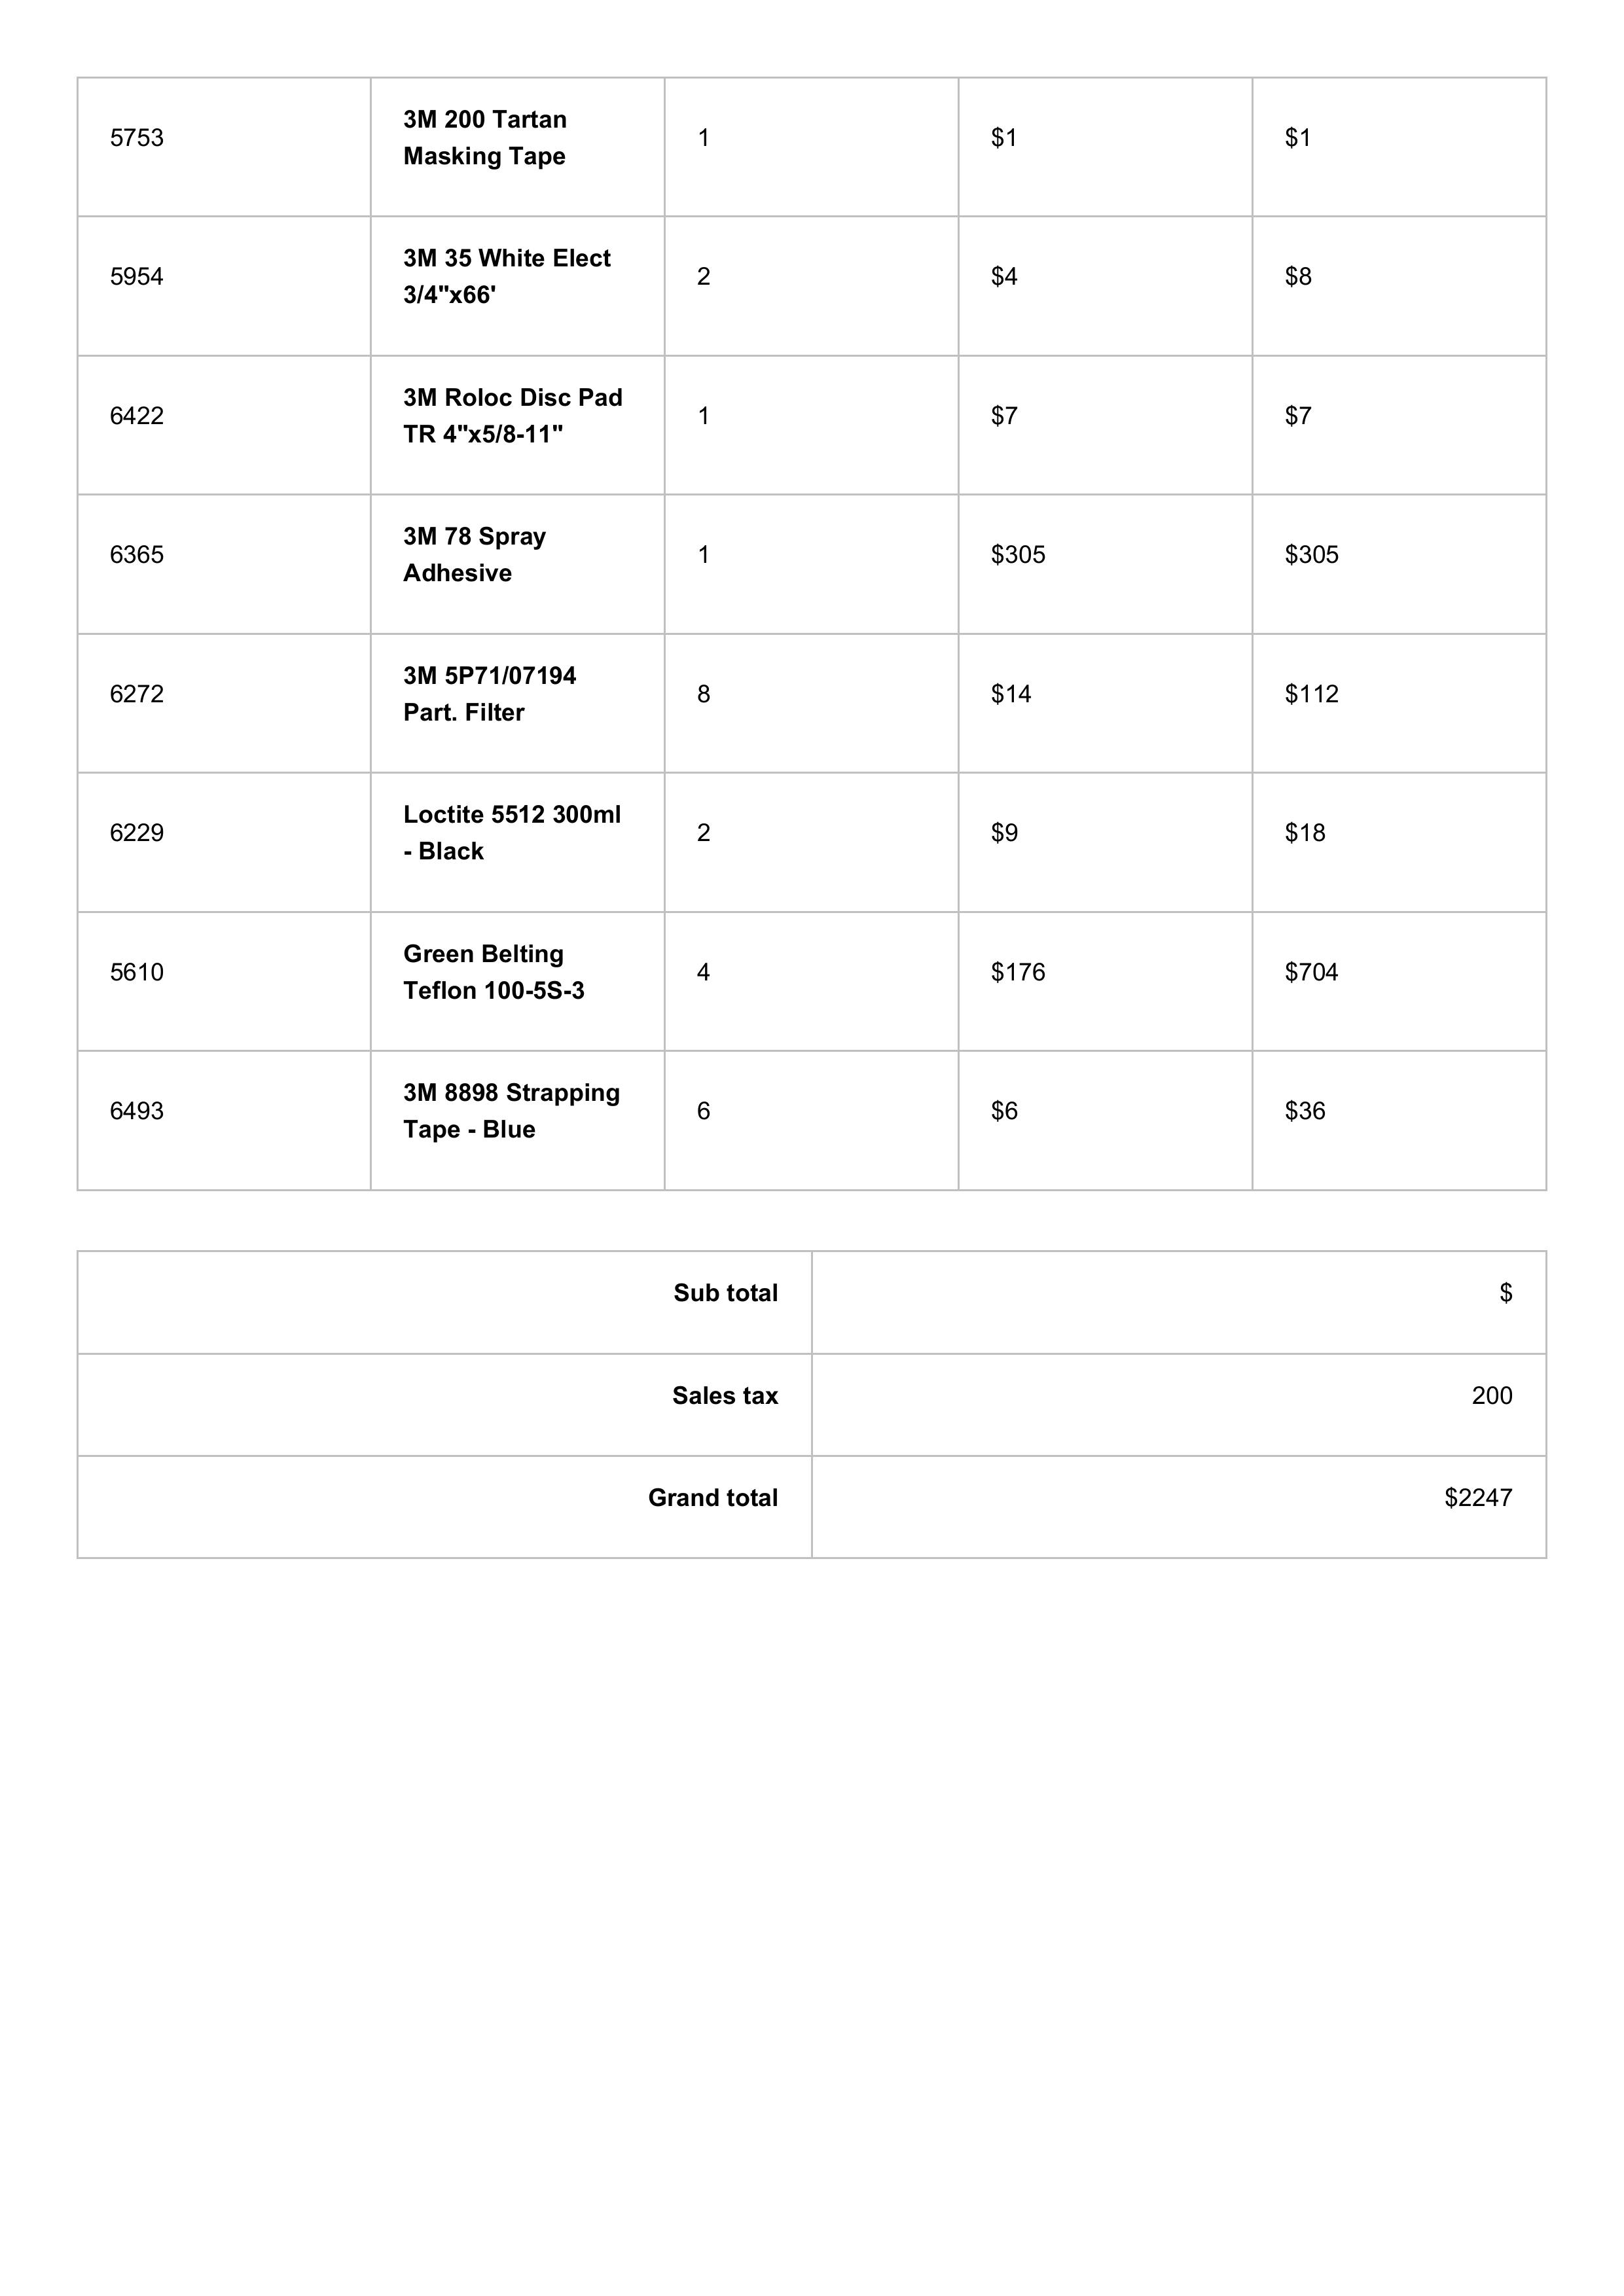 5753 3M 200 Tartan Masking Tape 1 $1 $1
5954 3M 35 White Elect 3/4"x66' 2 $4 $8
6422 3M Roloc Disc Pad TR 4"x5/8-11" 1 $7 $7
6365 3M 78 Spray Adhesive 1 $305 $305
6272 3M 5P71/07194 Part. Filter 8 $14 $112
6229 Loctite 5512 300ml - Black 2 $9 $18
5610 Green Belting Teflon 100-5S-3 4 $176 $704
6493 3M 8898 Strapping Tape - Blue 6 $6 $36
Sub total $
Sales tax 200
Grand total $2247